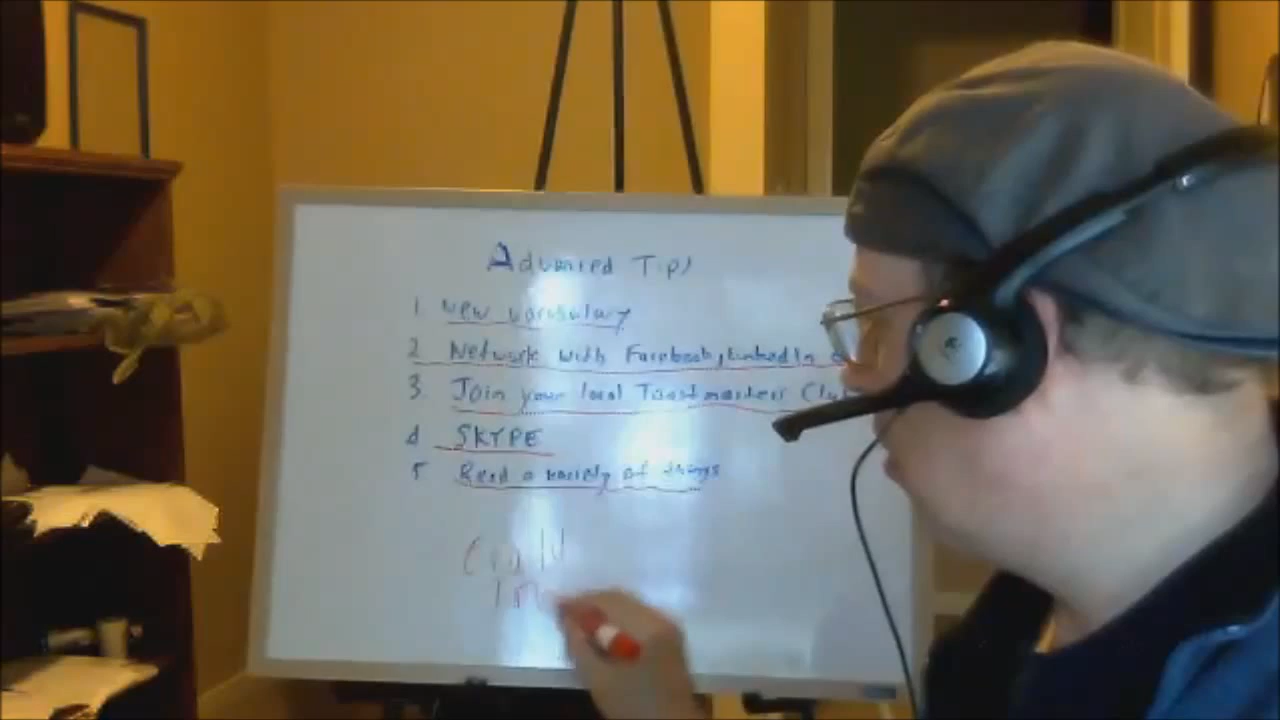 Advanced Tips
1. New vocabulary
2 Network with Facebook, LinkedIn
3. Join your local Toastmasters Club
4 SKYPE
5 Read a variety of things